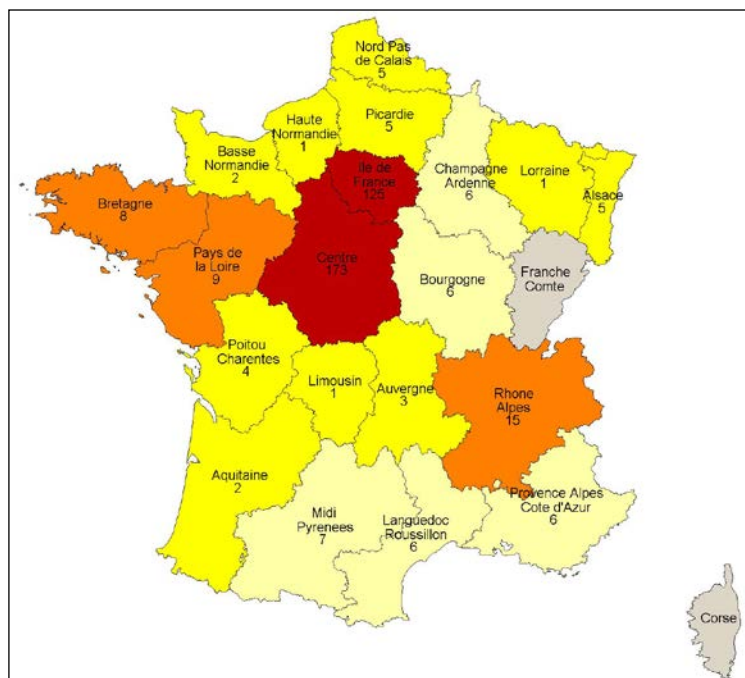 Nord Pas
de Calais
5
Picardie
5
Haute
Normandie
1
Basse
Normandie
2
Ile de
France
125
Champagne
Ardenne
6
Lorraine
1
Alsace
5
Bretagne
8
Pays de
la Loire
9
Centre
173
Bourgogne
6
Franche
Comte
Poitou
Charentes
4
Limousin
1
Auvergne
3
Rhone
Alpes
15
Aquitaine
2
Midi
Pyrenees
7
Languedoc
Roussillon
6
Provence Alpes
Cote d'Azur
6
Corse